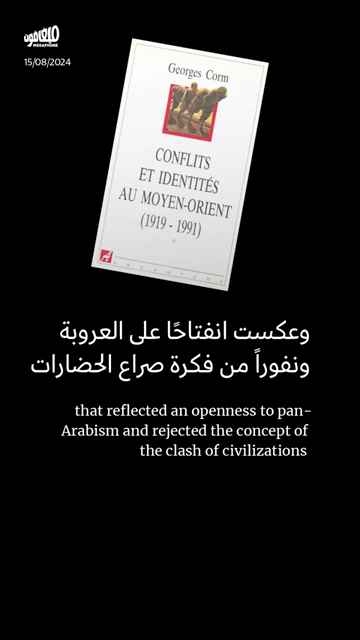 ميغافون
MEGAPHONE
15/08/2024
Georges Corm
CONFLITS
ET IDENTITÉS
AU MOYEN-ORIENT
(1919 - 1991)
وعكست انفتاحًا على العروبة
ونفوراً من فكرة صراع الحضارات
that reflected an openness to pan-
Arabism and rejected the concept of
the clash of civilizations